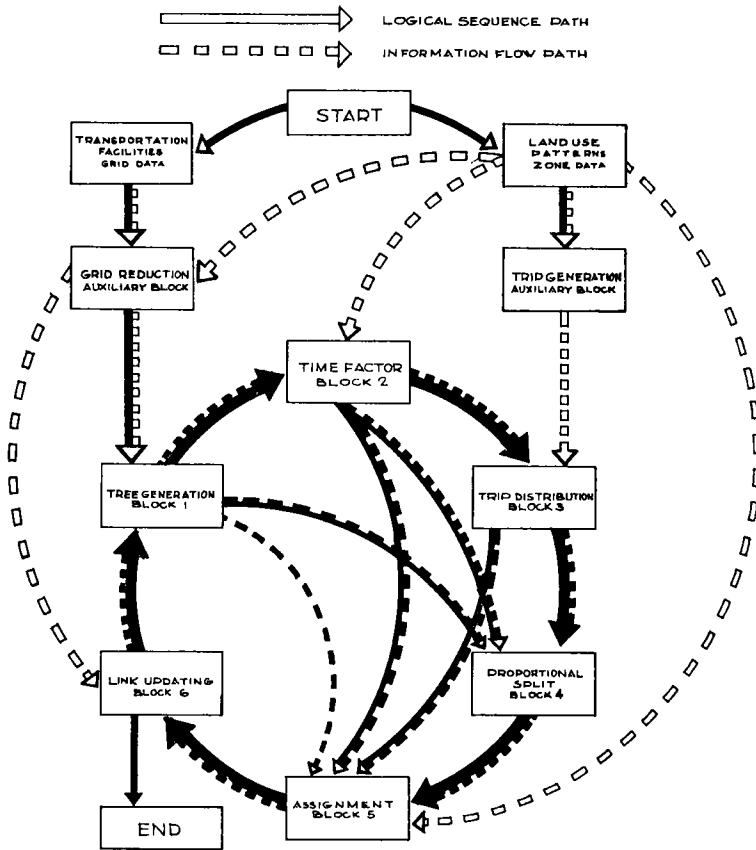 LOGICAL SEQUENCE PATH
INFORMATION FLOW PATH
START
TRANSPORTATION
FACILITIES
GRID DATA
LAND USE
PATTERNS
ZONE DATA
GRID REDUCTION
AUXILIARY BLOCK
TRIP GENERATION
AUXILIARY BLOCK
TIME FACTOR
BLOCK 2
TREE GENERATION
BLOCK 1
TRIP DISTRIBUTION
BLOCK 3
LINK UPDATING
BLOCK 6
PROPORTIONAL
SPLIT
BLOCK 4
ASSIGNMENT
BLOCK 5
END